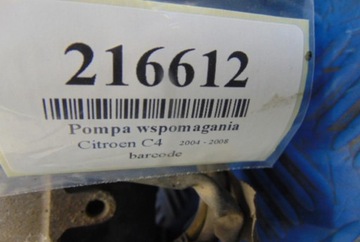 216612
Pompa wspomagania
Citroen C4 2004 - 2008
barcode